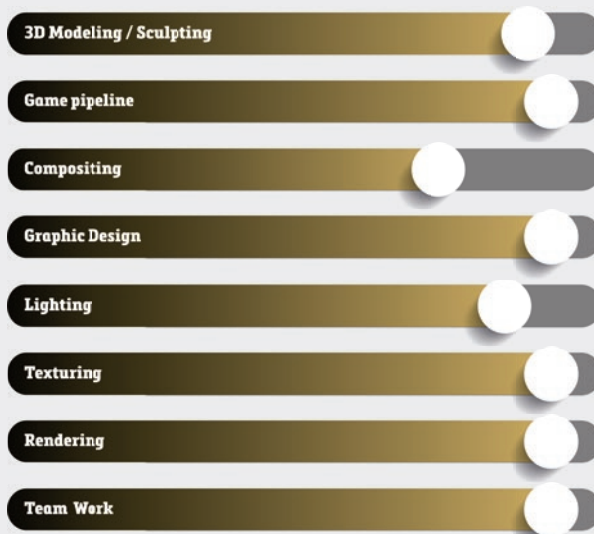 3D Modeling / Sculpting
Game pipeline
Compositing
Graphic Design
Lighting
Texturing
Rendering
Team Work